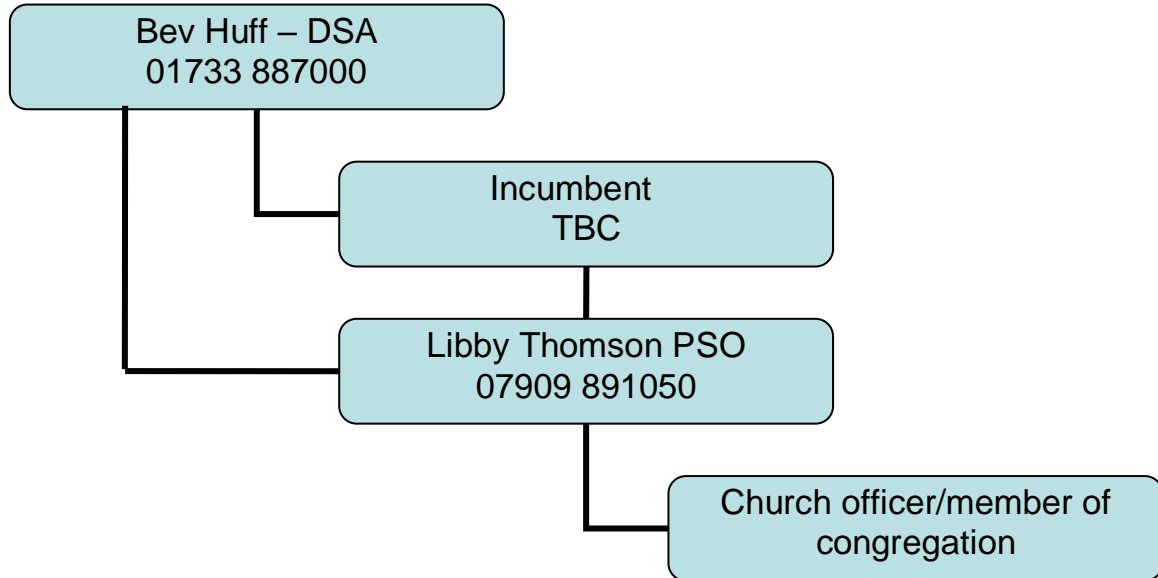 Bev Huff – DSA
01733 887000
Incumbent
TBC
Libby Thomson PSO
07909 891050
Church officer/member of
congregation